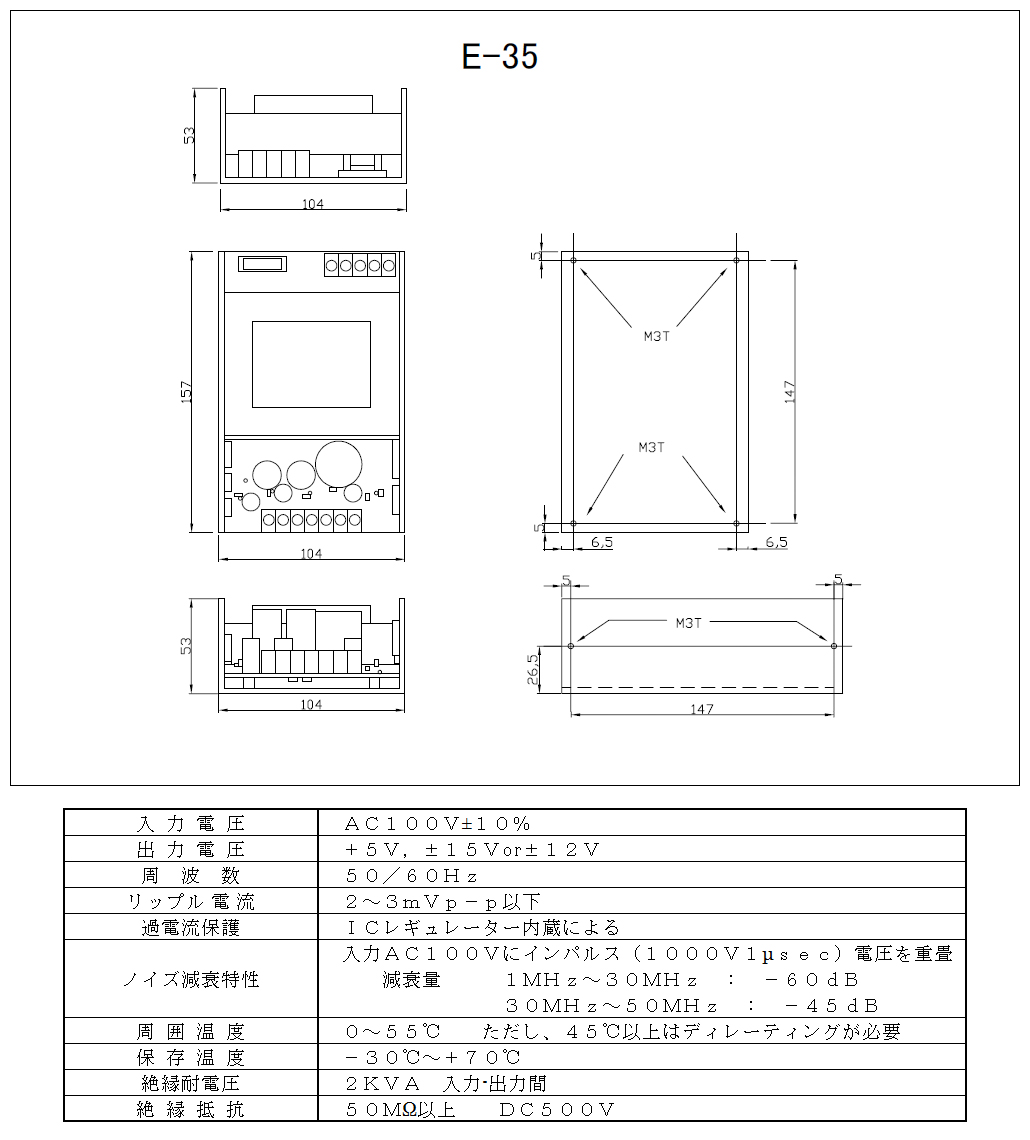 E-35
53
104
157
104
53
104
5
M3T
147
M3T
5
6,5
6,5
5
5
M3T
26,5
147
入力電圧 AC100V±10%
出力電圧 +5V, ±15Vor±12V
周波数 50/60Hz
リップル電流 2~3mVp-p以下
過電流保護 ICレギュレーター内蔵による
ノイズ減衰特性 入力AC100Vにインパルス(1000V1μsec)電圧を重畳
減衰量 1MHz~30MHz : -60dB
30MHz~50MHz : -45dB
周囲温度 0~55℃ ただし、45℃以上はディレーティングが必要
保存温度 -30℃~+70℃
絶縁耐電圧 2KVA 入力-出力間
絶縁抵抗 50MΩ以上 DC500V